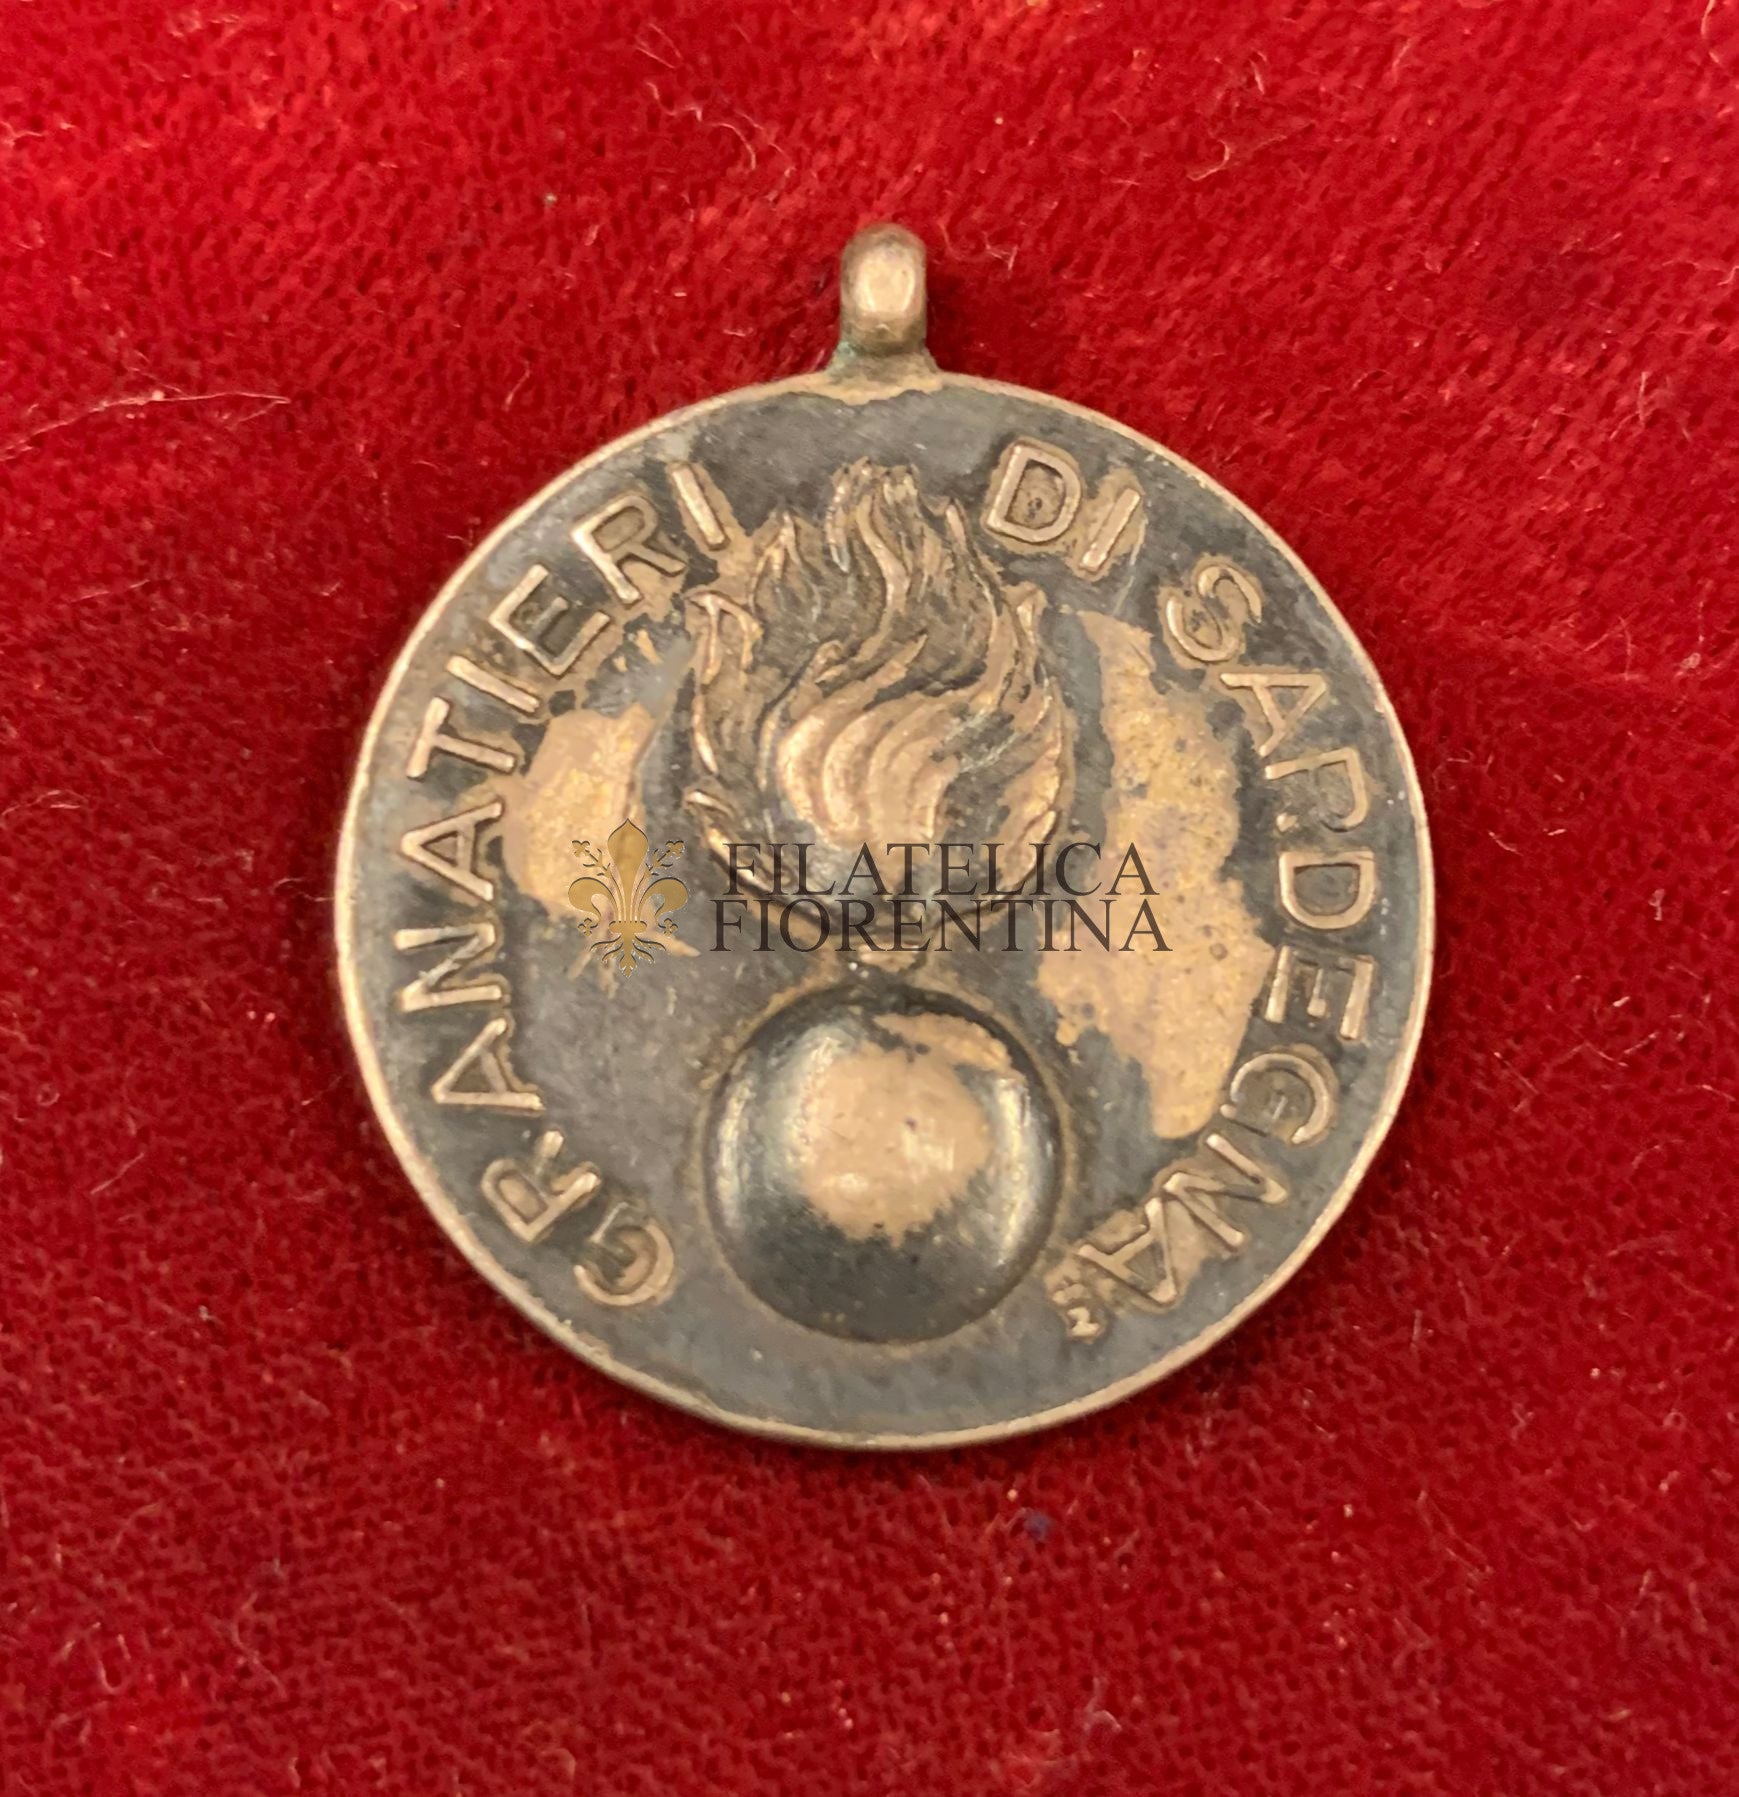 GRANATIERI DI SARDEGNA
FILATELICA
FIORENTINA